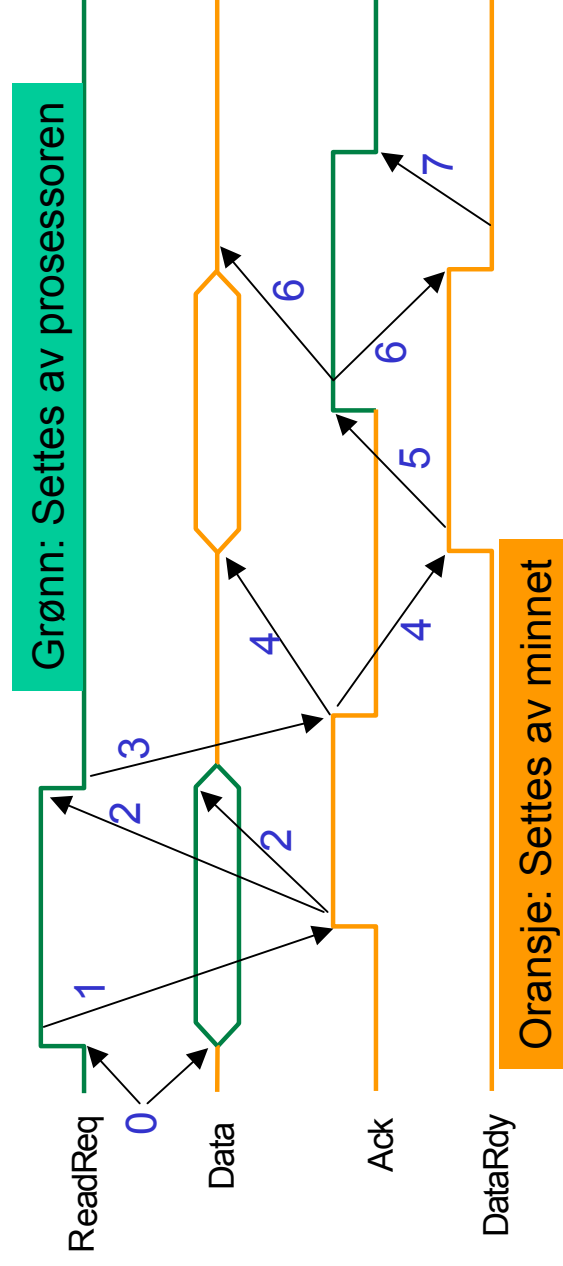 Grønn: Settes av prosessoren
ReadReq
0
1
2
3
Data
2
4
6
Ack
4
5
6
7
DataRdy
Oransje: Settes av minnet